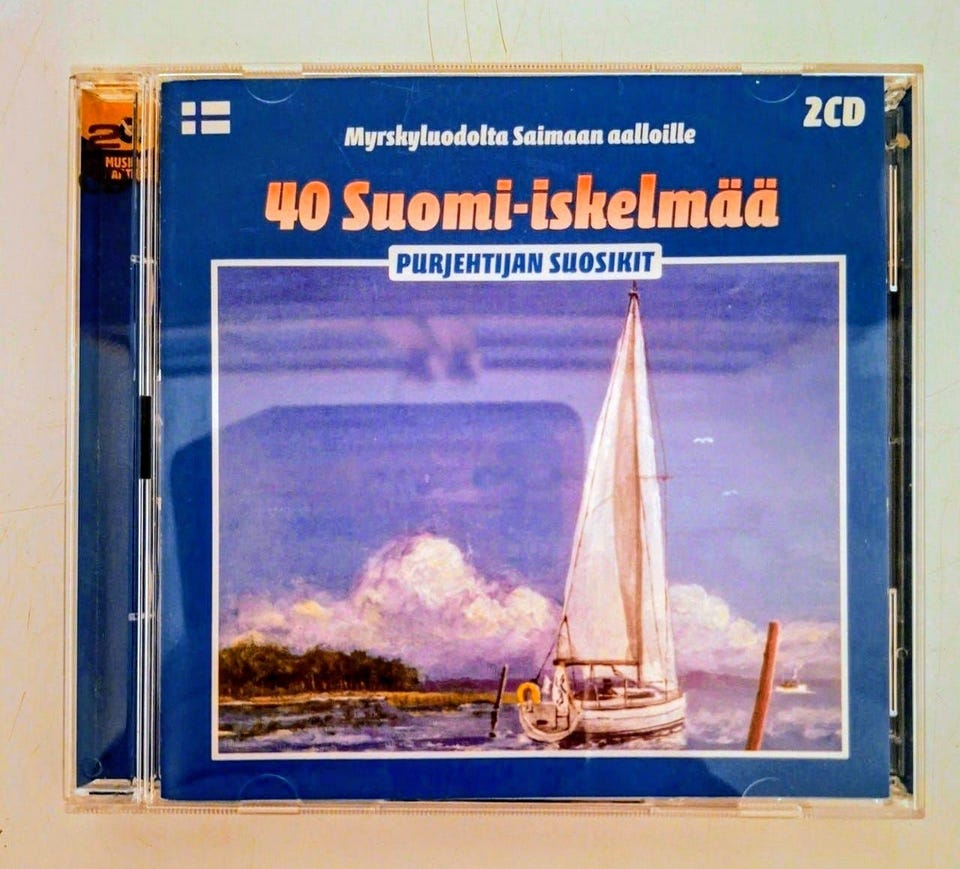 2CD
Myrskyluodolta Saimaan aalloille
40 Suomi-iskelmää
PURJEHTIJAN SUOSIKIT